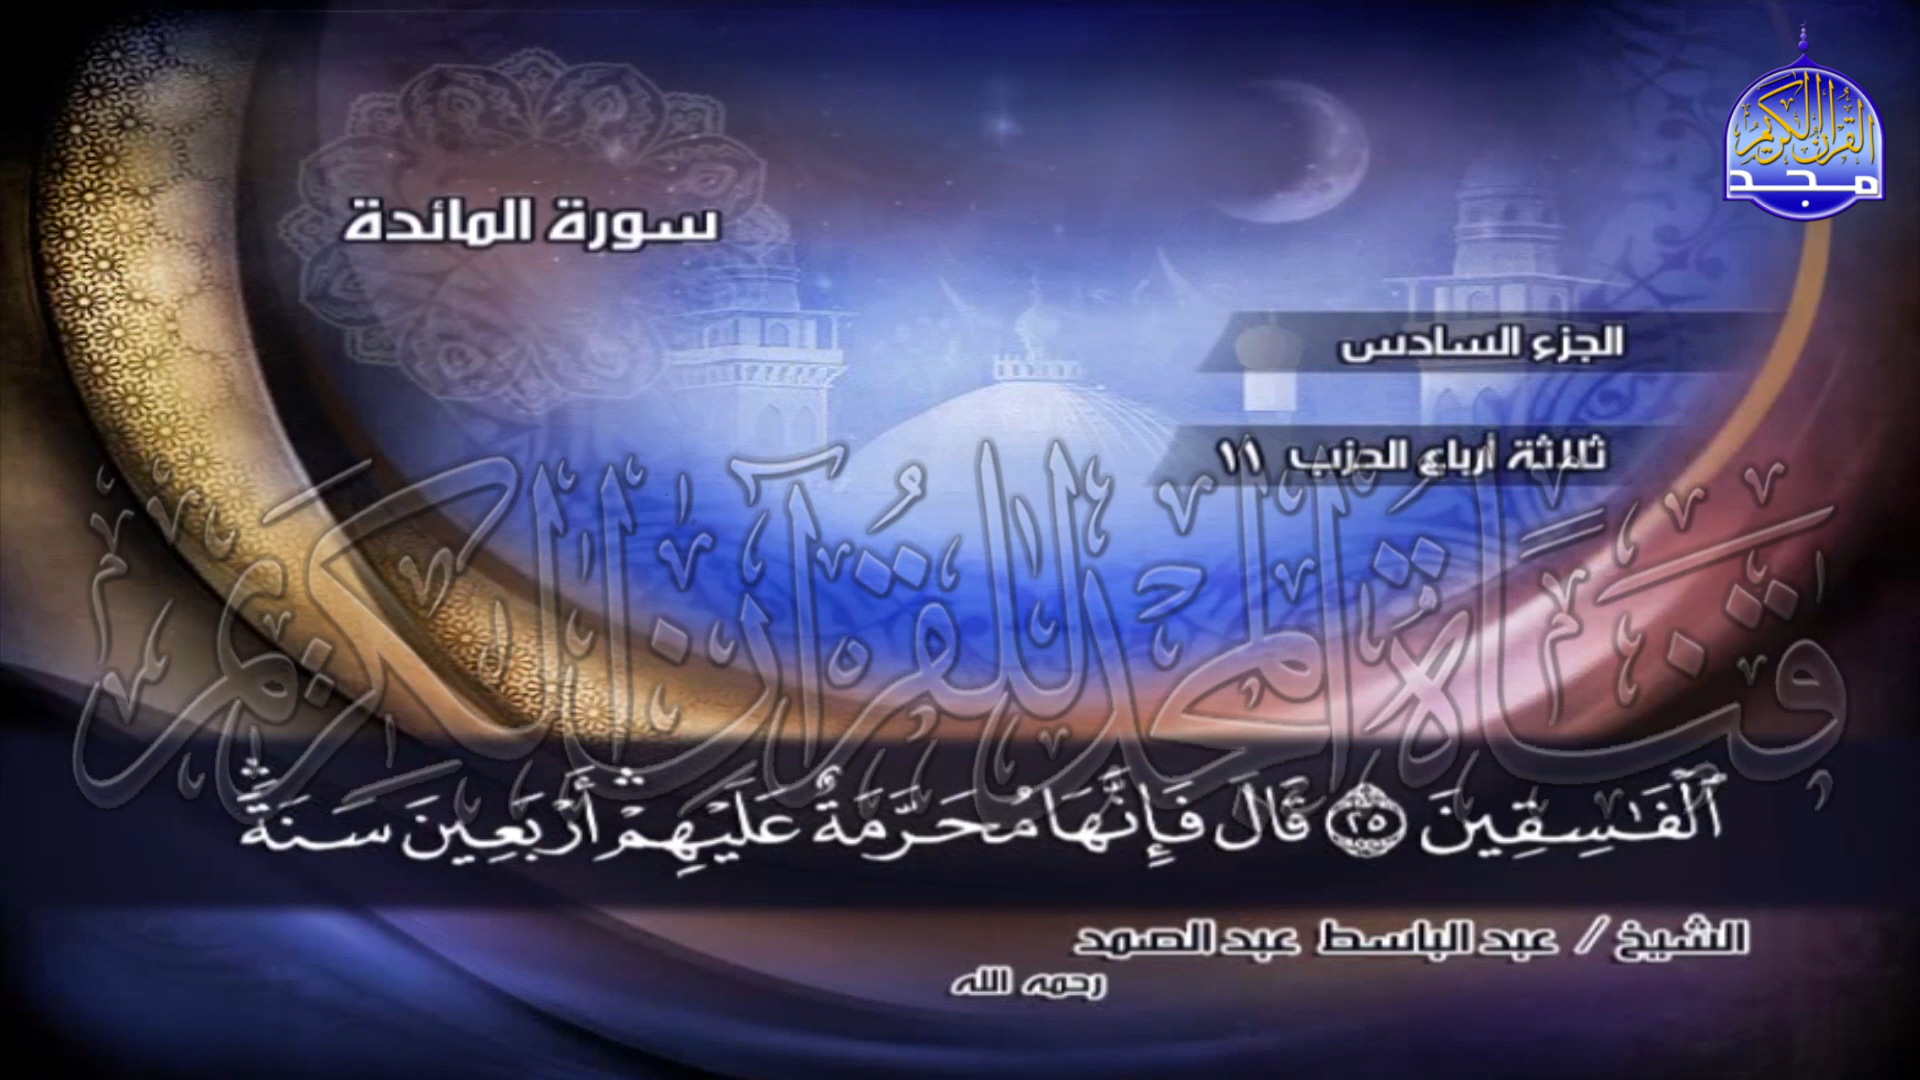 القرآن الكريم
مجد
سورة المائدة
الجزء السادس
ثلاثة أرباع الحزب ١١
قناة المجد للقرآن الكريم
ٱلْفَـٰسِقِينَ ٢٥ قَالَ فَإِنَّهَا مُحَرَّمَةٌ عَلَيْهِمْ ۛ أَرْبَعِينَ سَنَةً ۛ
الشيخ / عبد الباسط عبد الصمد
رحمه الله